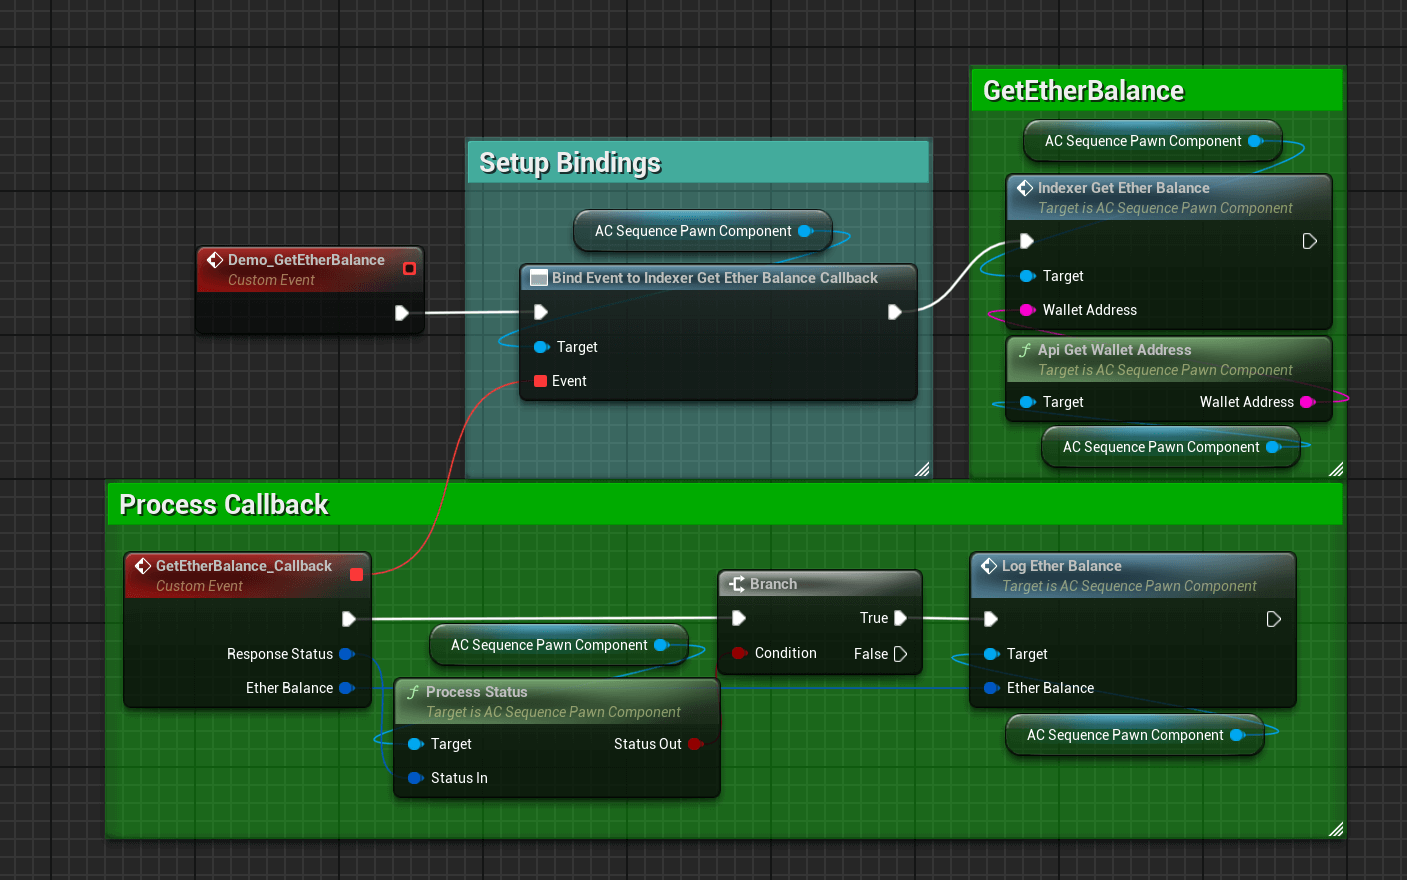 GetEtherBalance
AC Sequence Pawn Component
Indexer Get Ether Balance
Target is AC Sequence Pawn Component
Target
Wallet Address
Api Get Wallet Address
Target is AC Sequence Pawn Component
Target Wallet Address
AC Sequence Pawn Component
Setup Bindings
AC Sequence Pawn Component
Bind Event to Indexer Get Ether Balance Callback
Target
Event
Demo_GetEtherBalance
Custom Event
Process Callback
GetEtherBalance_Callback
Custom Event
Response Status
Ether Balance
AC Sequence Pawn Component
Process Status
Target is AC Sequence Pawn Component
Target Status Out
Status In
Branch
True
Condition False
Log Ether Balance
Target is AC Sequence Pawn Component
Target
Ether Balance
AC Sequence Pawn Component